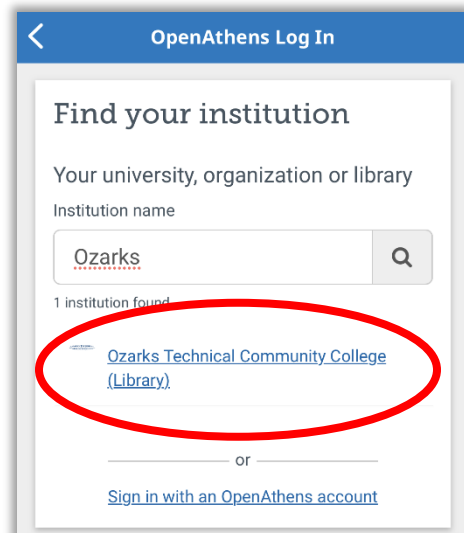 OpenAthens Log In
Find your institution
Your university, organization or library
Institution name
Ozarks
1 institution found
Ozarks Technical Community College
(Library)
or
Sign in with an OpenAthens account